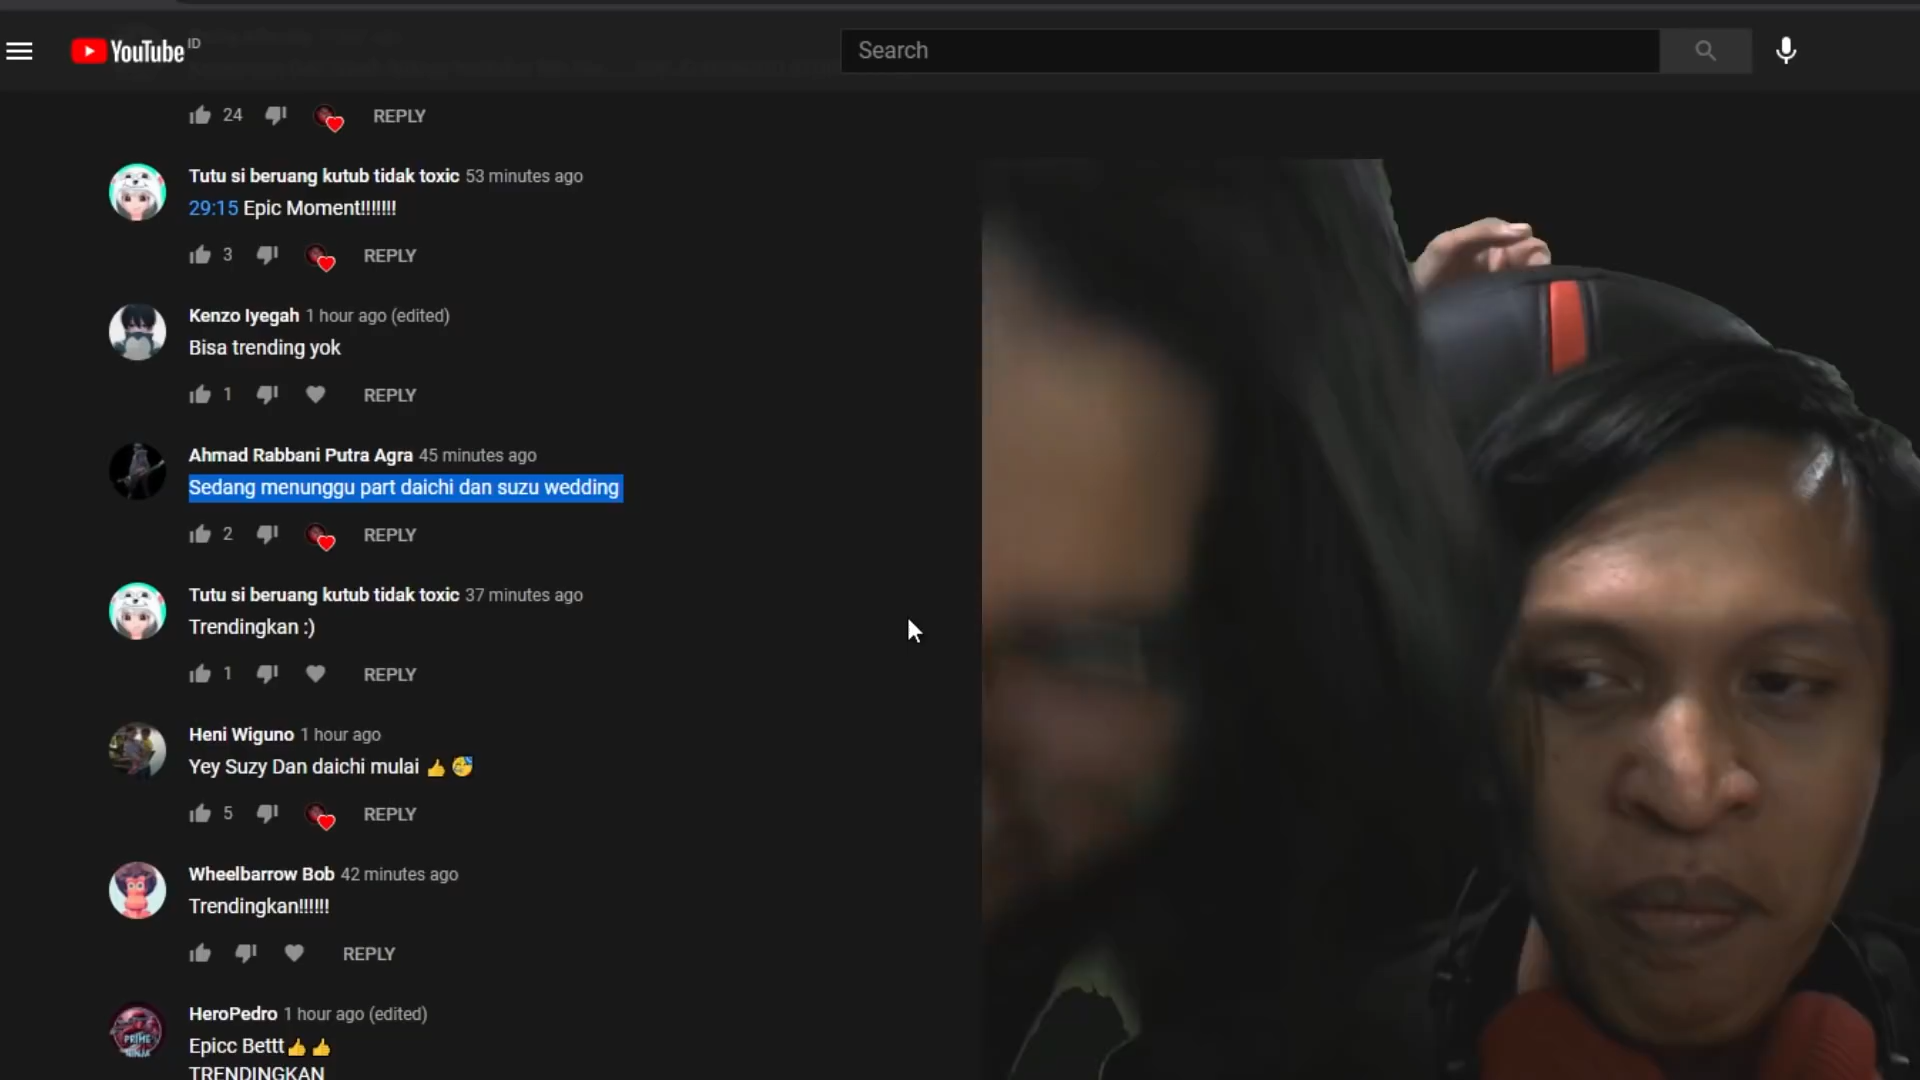 YouTube ID
Search
24 REPLY
Tutu si beruang kutub tidak toxic 53 minutes ago
29:15 Epic Moment!!!!!!!
3 REPLY
Kenzo Iyegah 1 hour ago (edited)
Bisa trending yok
1 REPLY
Ahmad Rabbani Putra Agra 45 minutes ago
Sedang menunggu part daichi dan suzu wedding
2 REPLY
Tutu si beruang kutub tidak toxic 37 minutes ago
Trendingkan :)
1 REPLY
Heni Wiguno 1 hour ago
Yey Suzy Dan daichi mulai 👍 😴
5 REPLY
Wheelbarrow Bob 42 minutes ago
Trendingkan!!!!!!
REPLY
HeroPedro 1 hour ago (edited)
PRIME
NINJA
Epicc Bettt👍 👍
TRENDINGKAN